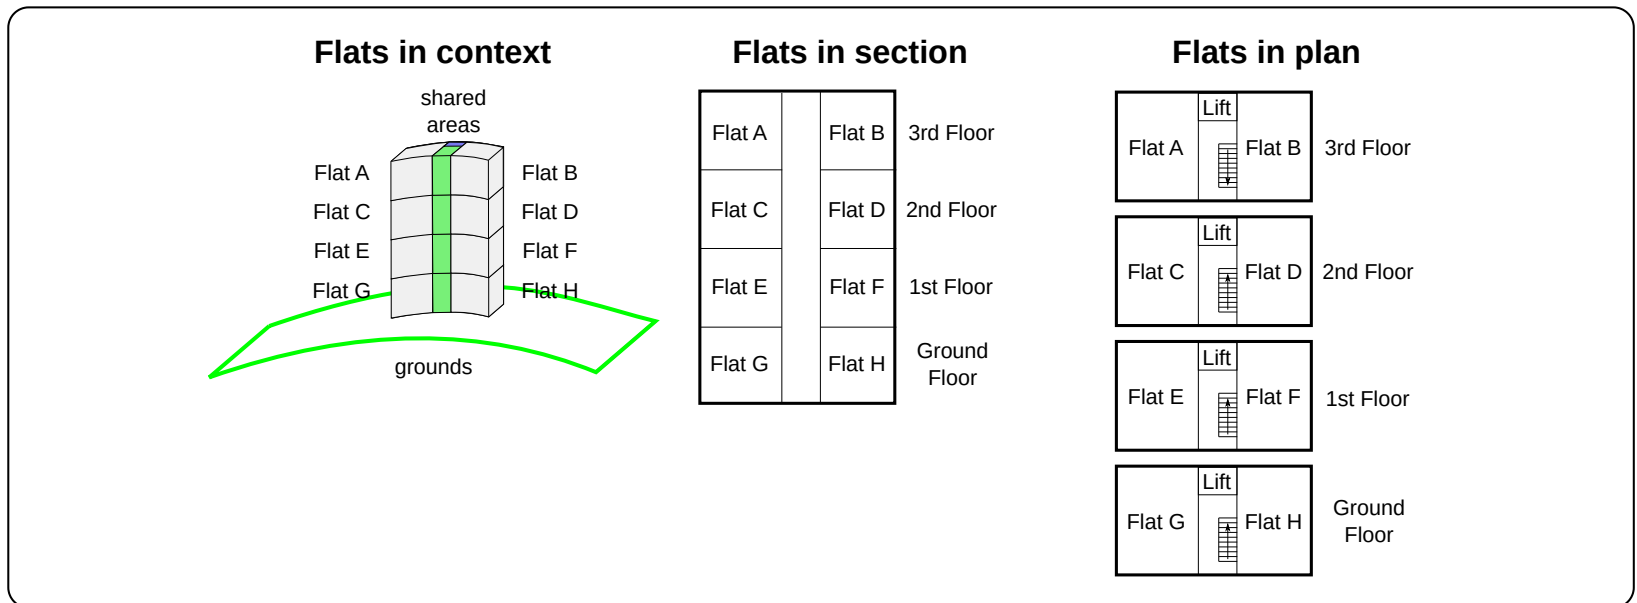 Flats in context
shared
areas
Flat A
Flat B
Flat C
Flat D
Flat E
Flat F
Flat G
Flat H
grounds
Flats in section
Flat A
Flat B
3rd Floor
Flat C
Flat D
2nd Floor
Flat E
Flat F
1st Floor
Flat G
Flat H
Ground
Floor
Flats in plan
Lift
Flat A
Flat B
3rd Floor
Lift
Flat C
Flat D
2nd Floor
Lift
Flat E
Flat F
1st Floor
Lift
Flat G
Flat H
Ground
Floor